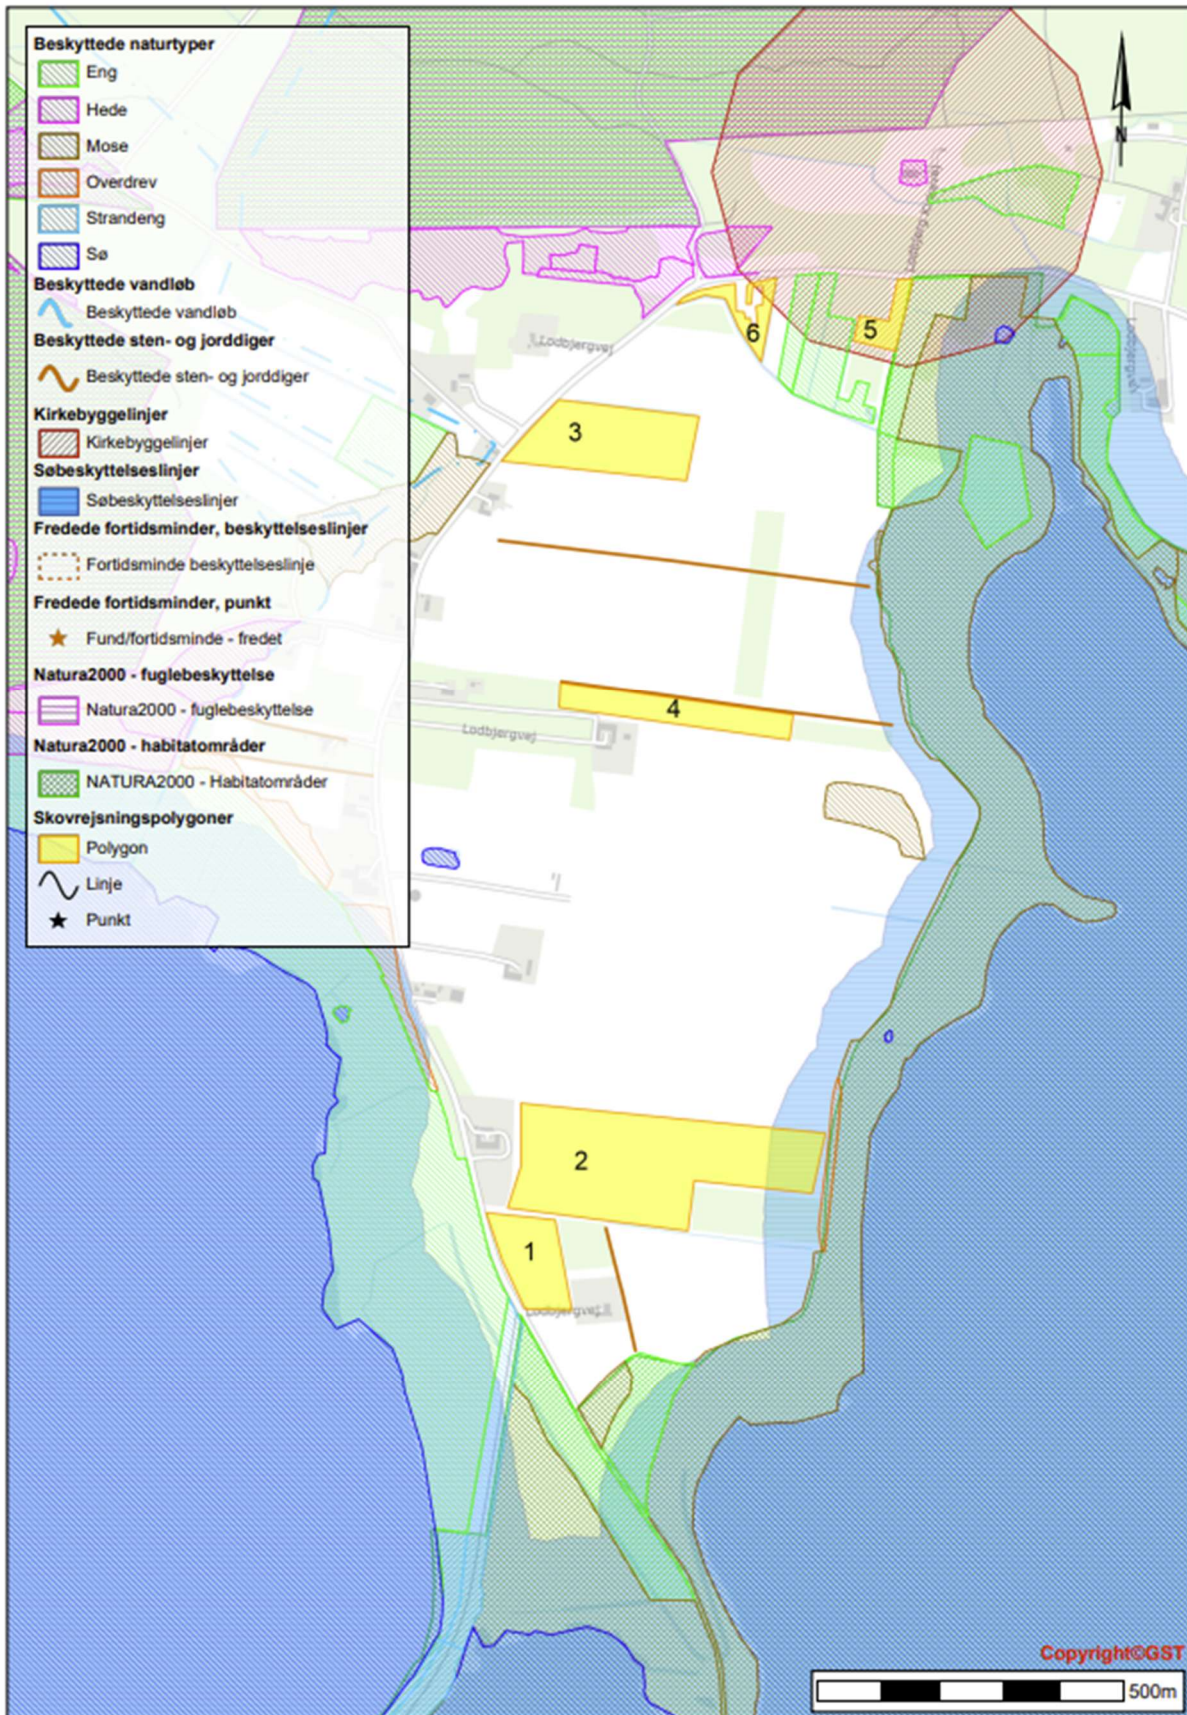 Beskyttede naturtyper
Eng
Hede
Mose
Overdrev
Strandeng
Sø
Beskyttede vandløb
Beskyttede vandløb
Beskyttede sten- og jorddiger
Beskyttede sten- og jorddiger
Kirkebyggelinjer
Kirkebyggelinjer
Søbeskyttelseslinjer
Søbeskyttelseslinjer
Fredede fortidsminder, beskyttelseslinjer
Fortidsminde beskyttelseslinje
Fredede fortidsminder, punkt
Fund/fortidsminde - fredet
Natura2000 - fuglebeskyttelse
Natura2000 - fuglebeskyttelse
Natura2000 - habitatområder
NATURA2000 - Habitatområder
Skovrejsningspolygoner
Polygon
Linje
Punkt
N
Lodbjergvej
Lodbjergvej
6
5
Lodbjergvej
3
4
Lodbjergvej
2
1
Lodbjergvej
Copyright©GST
500m